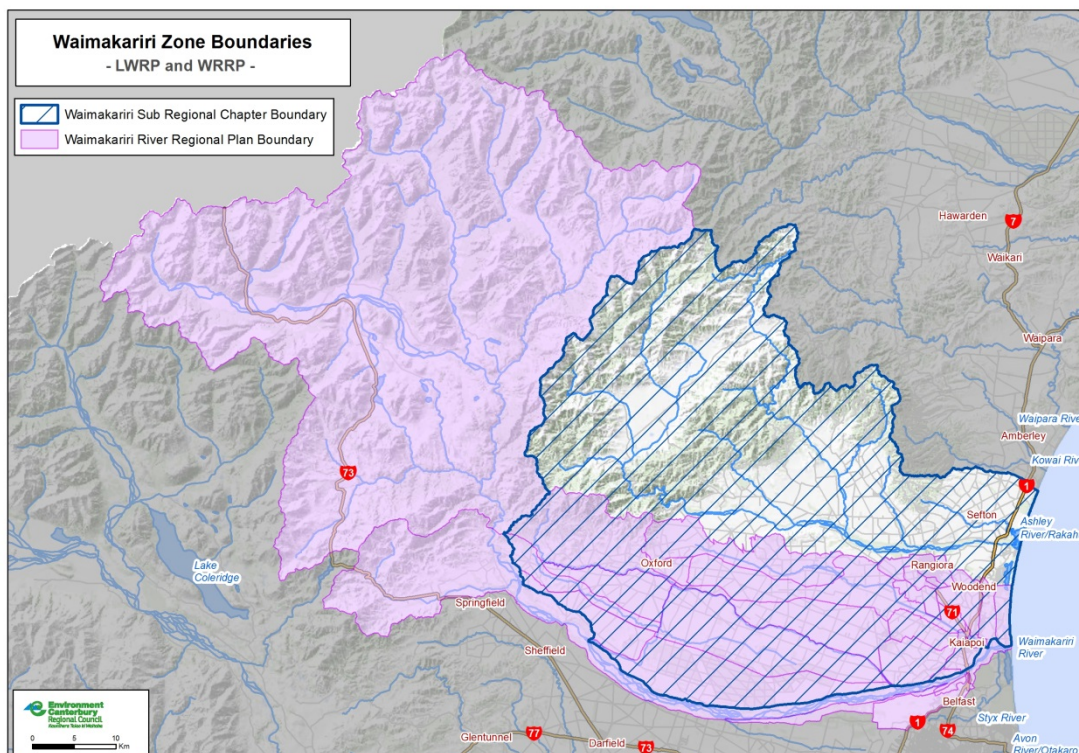 Waimakariri Zone Boundaries
- LWRP and WRRP -
Waimakariri Sub Regional Chapter Boundary
Waimakariri River Regional Plan Boundary
Hawarden
7
Waikari
Waipara
Waipara River
Amberley
Kowai Riv
1
Sefton
Ashley
River/Rakah
73
Lake
Coleridge
Oxford
Rangiora
Woodend
71
Springfield
Kaiapoi
Waimakariri
River
Sheffield
Belfast
Styx River
1
74
Avon
River/Otakaro
Glentunnel
77
Darfield
73
Environment
Canterbury
Regional Council
0 5 10
Km